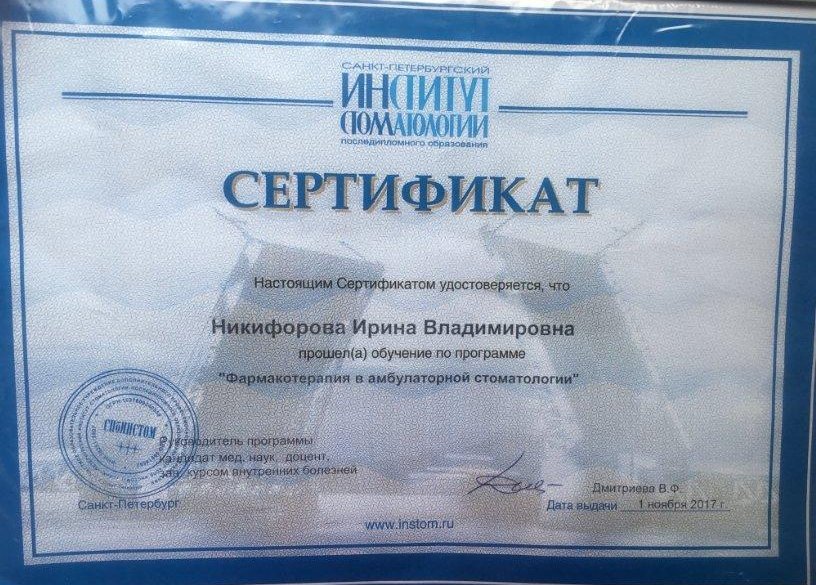 САНКТ-ПЕТЕРБУРГСКИЙ
ИНСТИТУТ
СТОМАТОЛОГИИ
последипломного образования
СЕРТИФИКАТ
Настоящим Сертификатом удостоверяется, что
Никифорова Ирина Владимировна
прошел(а) обучение по программе
"Фармакотерапия в амбулаторной стоматологии"
СПбИНСТОМ
Руководитель программы
кандидат мед. наук, доцент,
зав. курсом внутренних болезней
Дмитриева В.Ф.
Санкт-Петербург
Дата выдачи 1 ноября 2017 г.
www.instom.ru